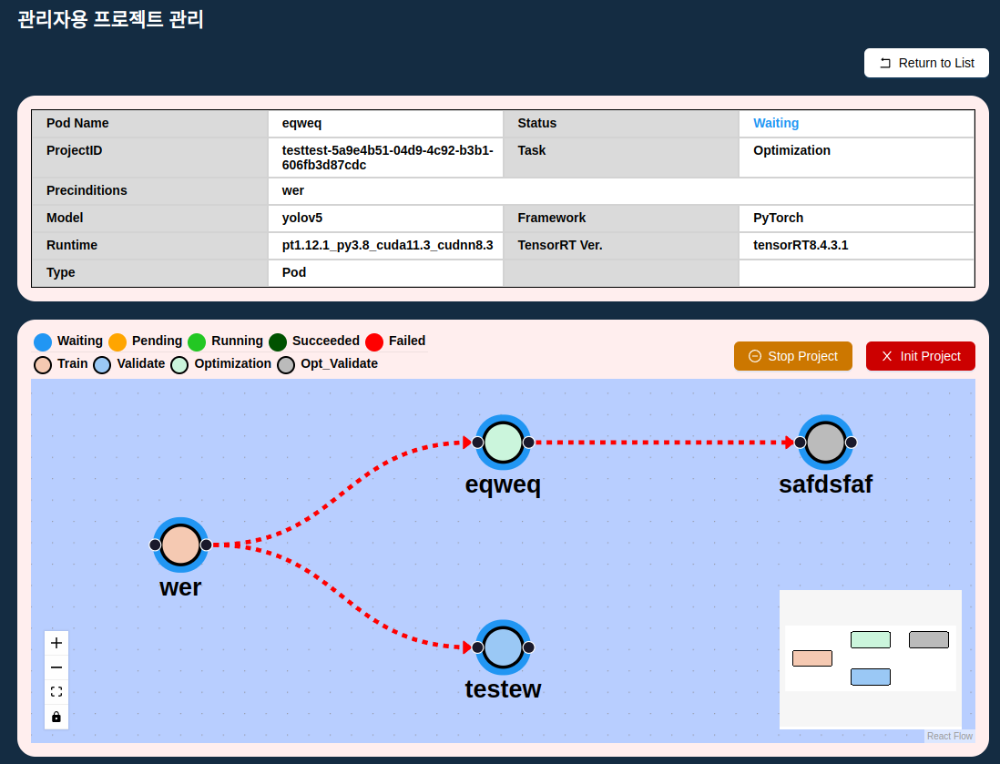 관리자용 프로젝트 관리
Return to List
Pod Name eqweq Status Waiting
ProjectID testtest-5a9e4b51-04d9-4c92-b3b1-606fb3d87cdc Task Optimization
Precinditions wer
Model yolov5 Framework PyTorch
Runtime pt1.12.1_py3.8_cuda11.3_cudnn8.3 TensorRT Ver. tensorRT8.4.3.1
Type Pod
Waiting Pending Running Succeeded Failed
Train Validate Optimization Opt_Validate
Stop Project Init Project
eqweq
safdsfaf
wer
testew
React Flow